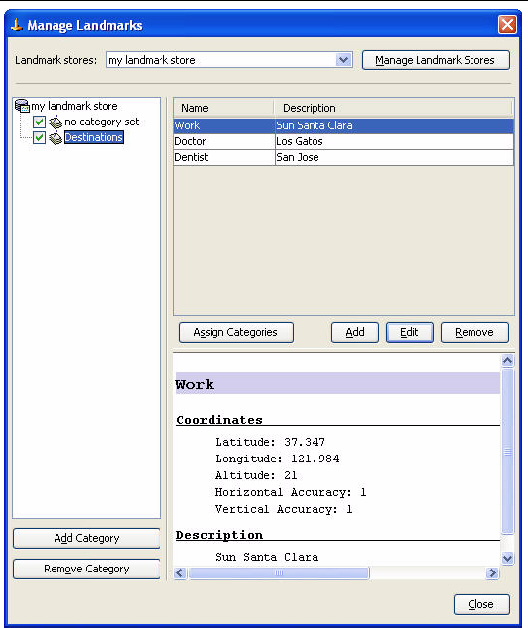 Manage Landmarks
Landmark stores: my landmark store Manage Landmark Stores
my landmark store
no category set
Destinations
Name Description
Work Sun Santa Clara
Doctor Los Gatos
Dentist San Jose
Assign Categories Add Edit Remove
Work
Coordinates
Latitude: 37.347
Longitude: 121.984
Altitude: 21
Horizontal Accuracy: 1
Vertical Accuracy: 1
Description
Sun Santa Clara
Add Category
Remove Category
Close